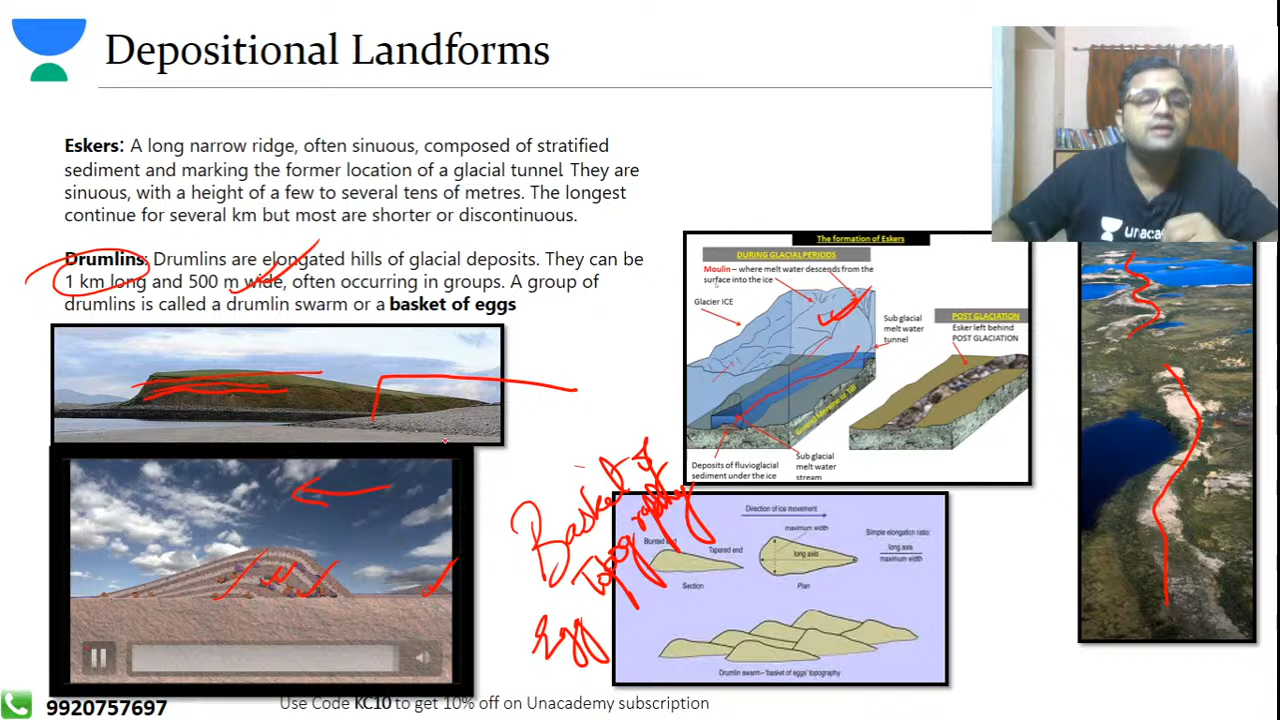 Depositional Landforms
Eskers: A long narrow ridge, often sinuous, composed of stratified
sediment and marking the former location of a glacial tunnel They are
sinuous, with a height of a few to several tens of metres. The longest
continue for several km but most are shorter or discontinuous.
Drumlins: Drumlins are elongated hills of glacial deposits. They can be
1 km long and 500 m wide, often occurring in groups. A group of
drumlins is called a drumlin swarm or a basket of eggs
unaca
The formation of Eskers
DURING GLACIAL PERIODS
Moulin – where melt water descends from the
surface into the ice
Glacier ICE
Sub glacial
melt water
tunnel
POST GLACIATION
Esker left behind
POST GLACIATION
Ground Moraine or Till
Deposits of fluvioglacial
sediment under the ice
Sub glacial
melt water
stream
Basket of
Egg
Topography
Direction of ice movement
maximum width
Blunted end
Tapered end
long axis
Simple elongation ratio:
long axis
maximum width
Section
Plan
Drumlin swarm–'basket of eggs' topography
9920757697
Use Code KC10 to get 10% off on Unacademy subscription